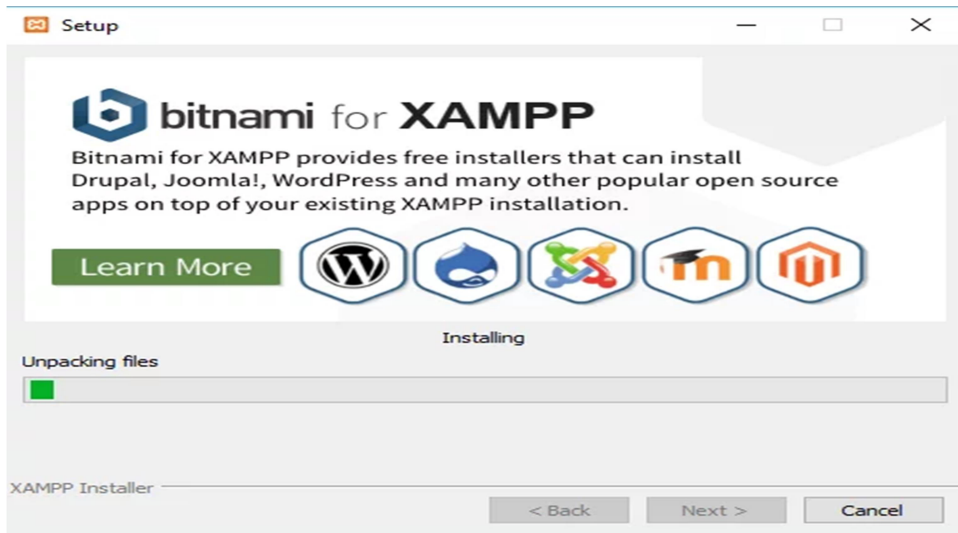 Setup
bitnami for XAMPP
Bitnami for XAMPP provides free installers that can install
Drupal, Joomla!, WordPress and many other popular open source
apps on top of your existing XAMPP installation.
Learn More
Installing
Unpacking files
XAMPP Installer
< Back Next > Cancel